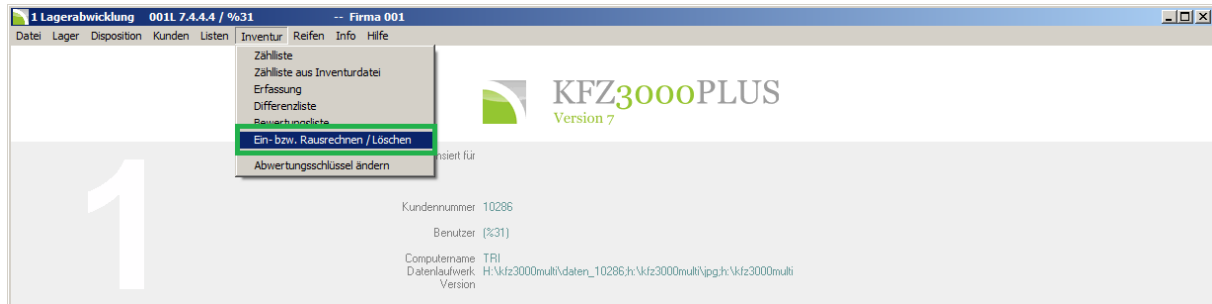 1 Lagerabwicklung 001L 7.4.4.4 / %31 -- Firma 001
Datei Lager Disposition Kunden Listen Inventur Reifen Info Hilfe
Zählliste
Zählliste aus Inventurdatei
Erfassung
Differenzliste
Bewertungsliste
Ein- bzw. Rausrechnen / Löschen
Abwertungsschlüssel ändern
KFZ3000PLUS
Version 7
1
für
Kundennummer 10286
Benutzer (%31)
Computername TRI
Datenlaufwerk H:\kfz3000multi\daten_10286;h:\kfz3000multi\jpg;h:\kfz3000multi
Version